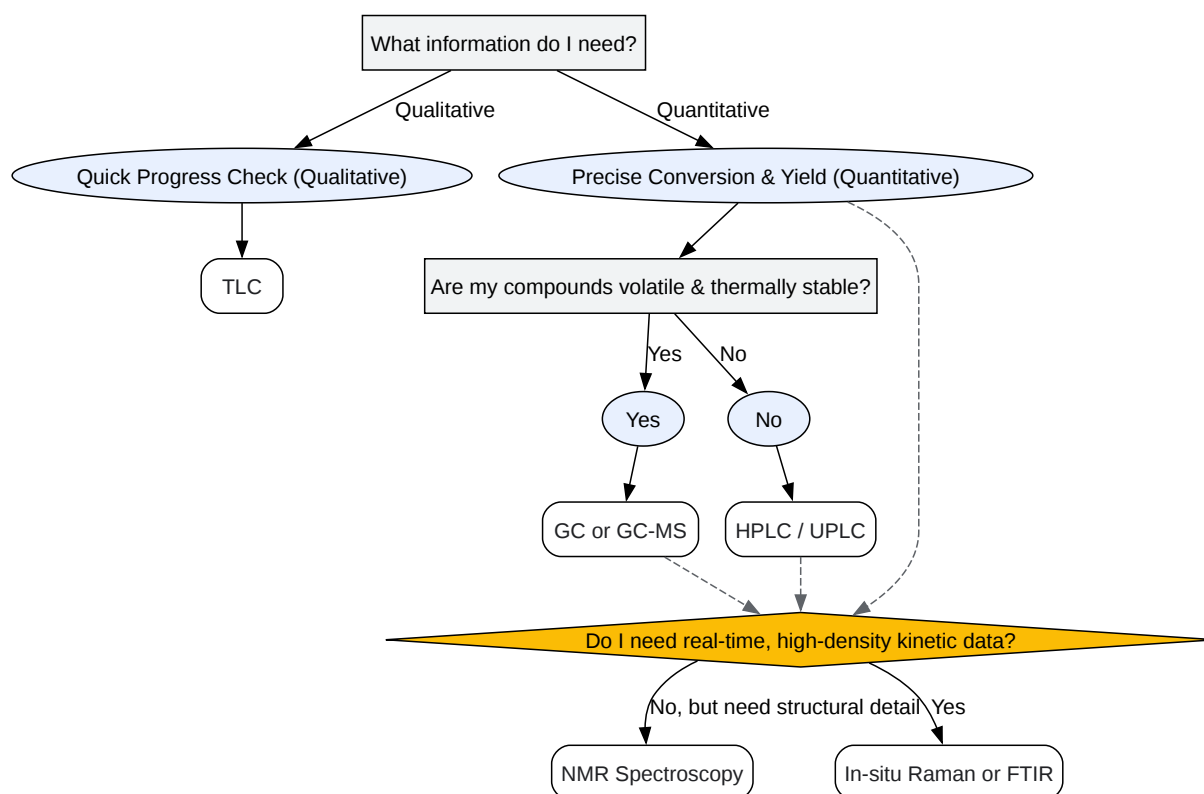 What information do I need?
Qualitative
Quantitative
Quick Progress Check (Qualitative)
Precise Conversion & Yield (Quantitative)
TLC
Are my compounds volatile & thermally stable?
Yes
No
Yes
No
GC or GC-MS
HPLC / UPLC
Do I need real-time, high-density kinetic data?
No, but need structural detail
Yes
NMR Spectroscopy
In-situ Raman or FTIR